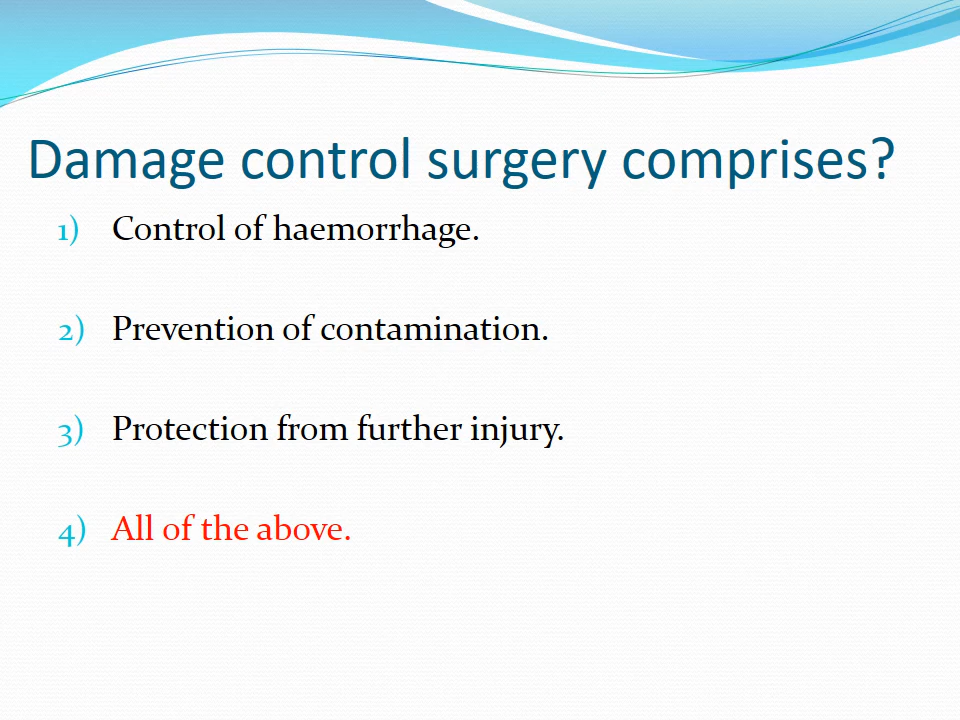 Damage control surgery comprises?
1) Control of haemorrhage.
2) Prevention of contamination.
3) Protection from further injury.
4) All of the above.